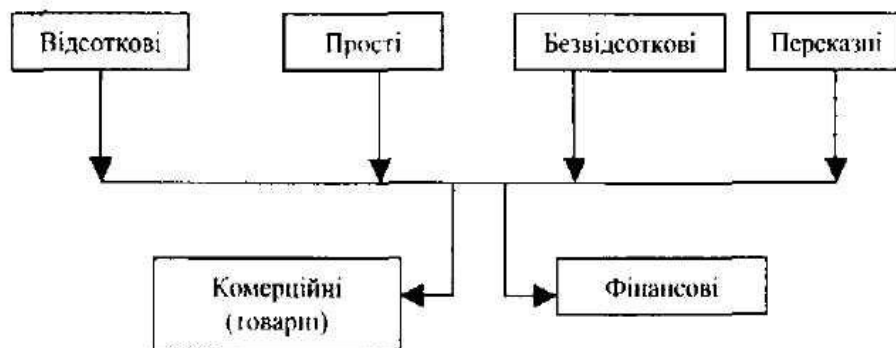 Відсоткові
Прості
Безвідсоткові
Переказні
Комерційні
(товарні)
Фінансові